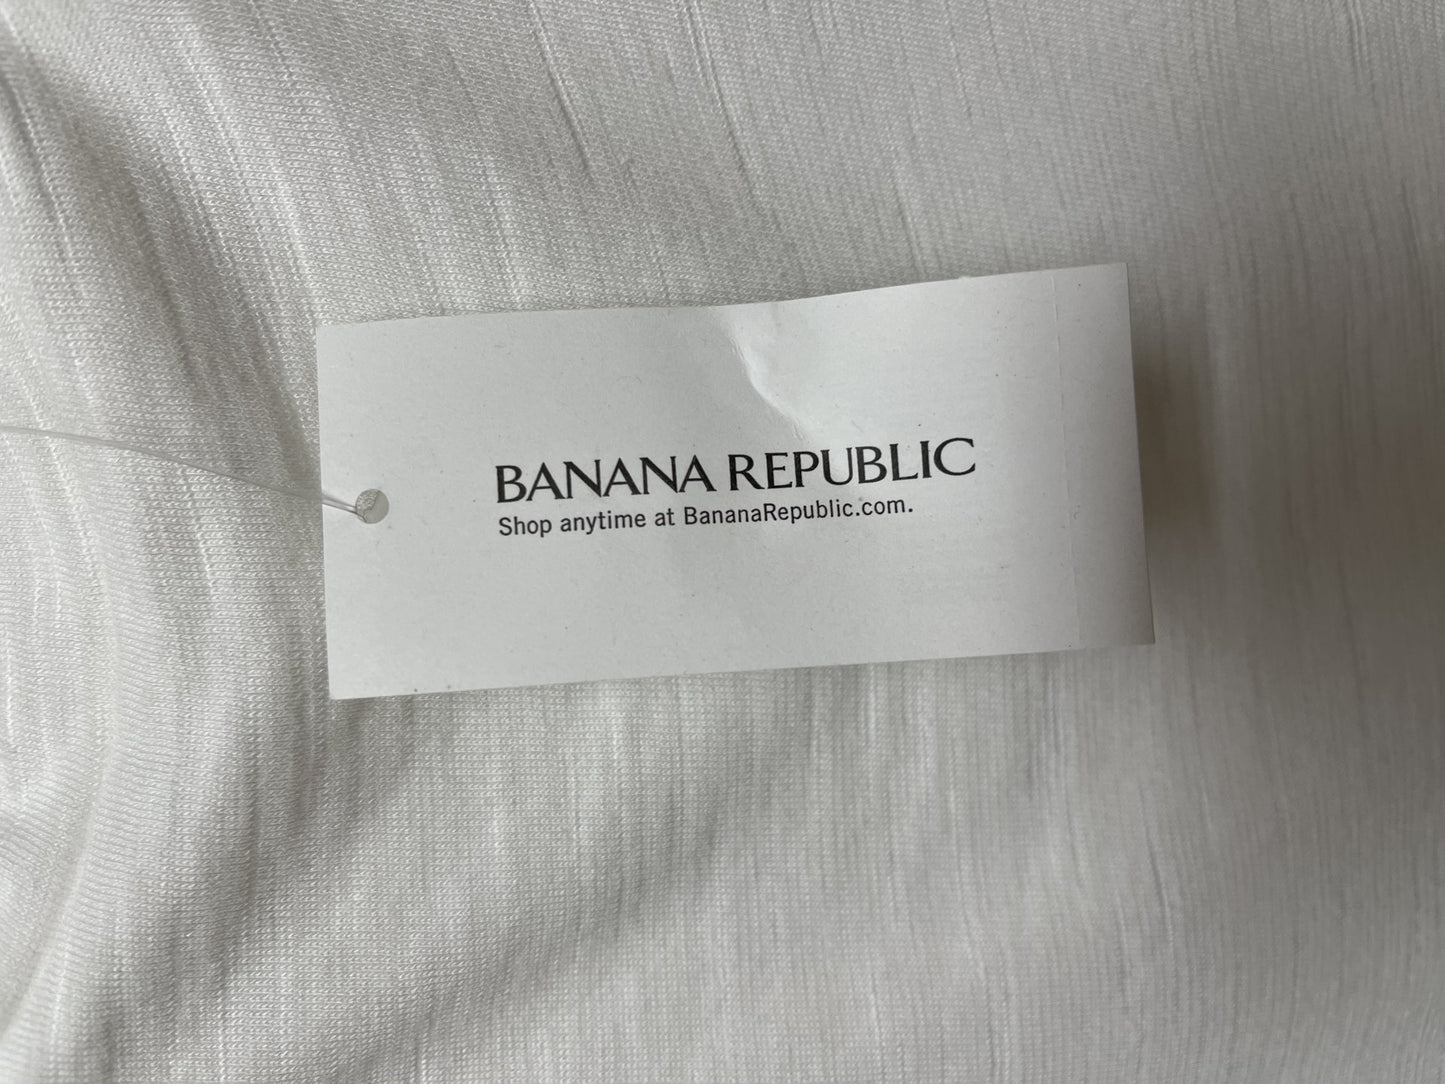 BANANA REPUBLIC
Shop anytime at BananaRepublic.com.